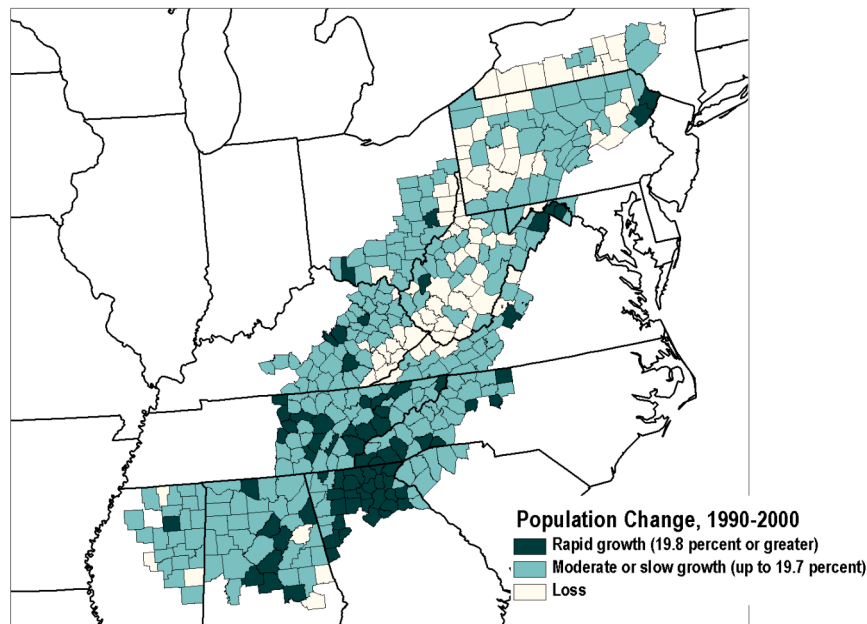 Population Change, 1990-2000
Rapid growth (19.8 percent or greater)
Moderate or slow growth (up to 19.7 percent)
Loss